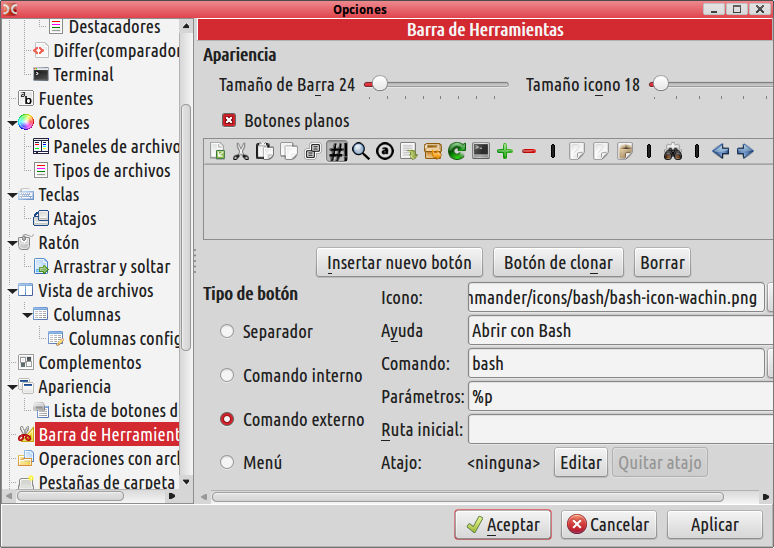 Opciones
Destacadores
Differ(comparador
Terminal
Fuentes
Colores
Paneles de archivo
Tipos de archivos
Teclas
Atajos
Ratón
Arrastrar y soltar
Vista de archivos
Columnas
Columnas config
Complementos
Apariencia
Lista de botones d
Barra de Herramient
Operaciones con arcl
Pestañas de carpeta
Barra de Herramientas
Apariencia
Tamaño de Barra 24 Tamaño icono 18
Botones planos
Insertar nuevo botón Botón de clonar Borrar
Tipo de botón
Separador
Comando interno
Comando externo
Menú
Icono: mmander/icons/bash/bash-icon-wachin.png
Ayuda Abrir con Bash
Comando: bash
Parámetros: %p
Ruta inicial:
Atajo: <ninguna> Editar Quitar atajo
Aceptar Cancelar Aplicar